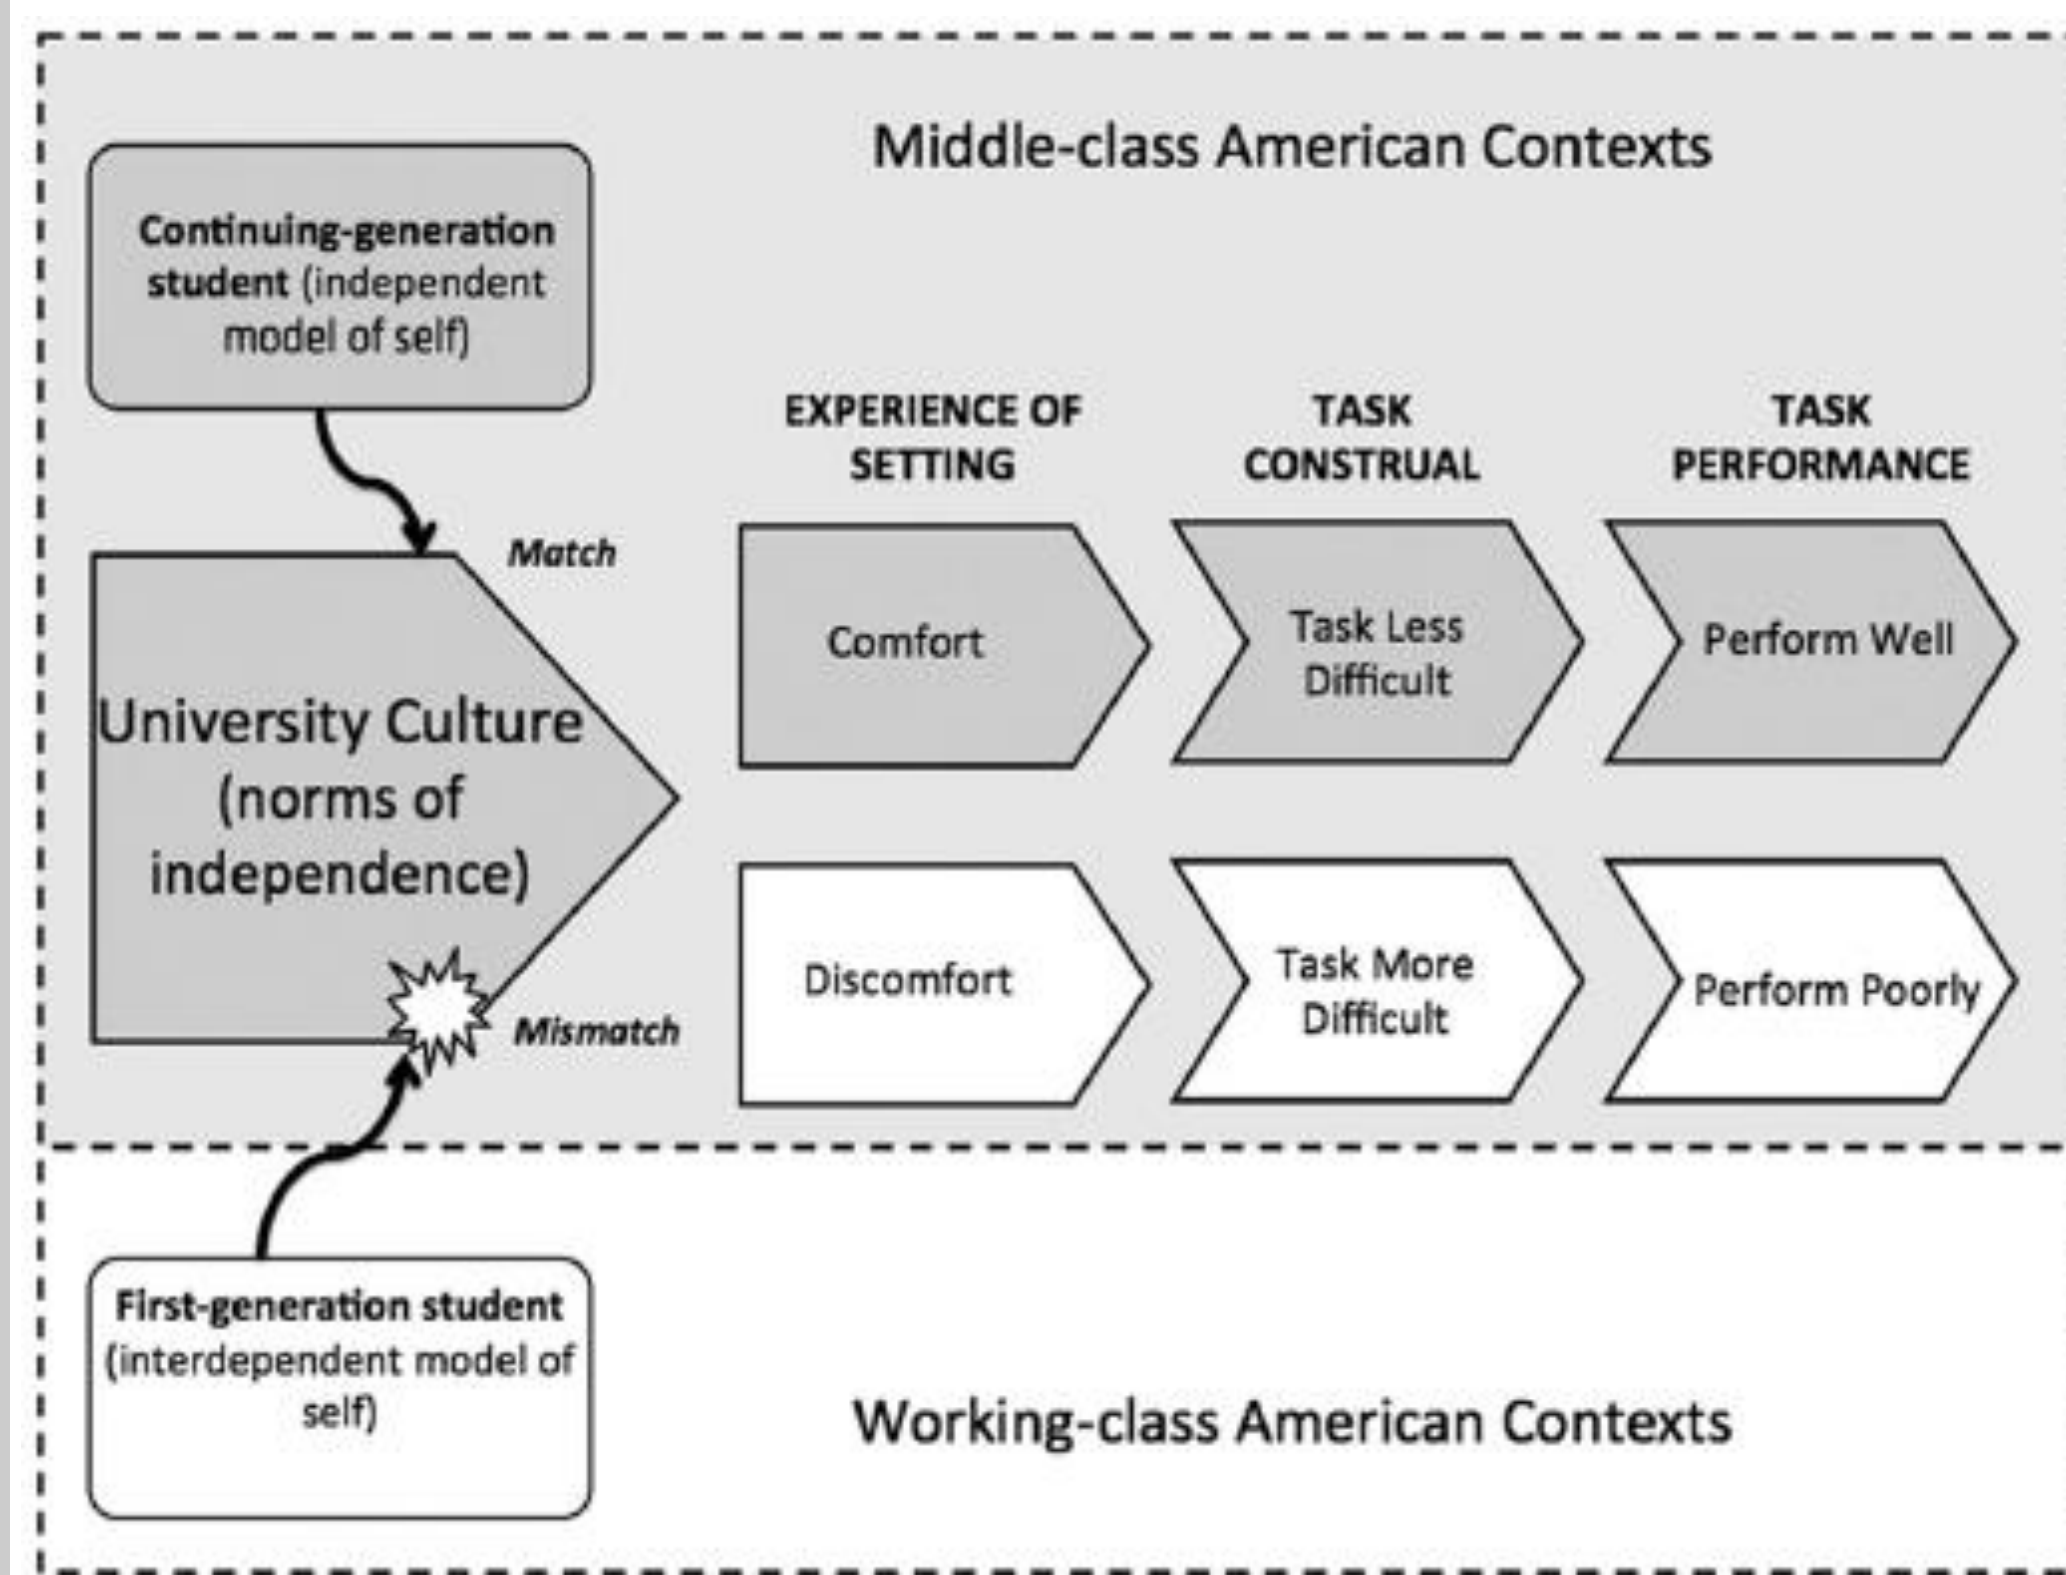 Middle-class American Contexts
Continuing-generation
student (independent
model of self)
Match
University Culture
(norms of
independence)
Mismatch
EXPERIENCE OF
SETTING
TASK
CONSTRUAL
TASK
PERFORMANCE
Comfort
Task Less
Difficult
Perform Well
Discomfort
Task More
Difficult
Perform Poorly
First-generation student
(interdependent model of
self)
Working-class American Contexts